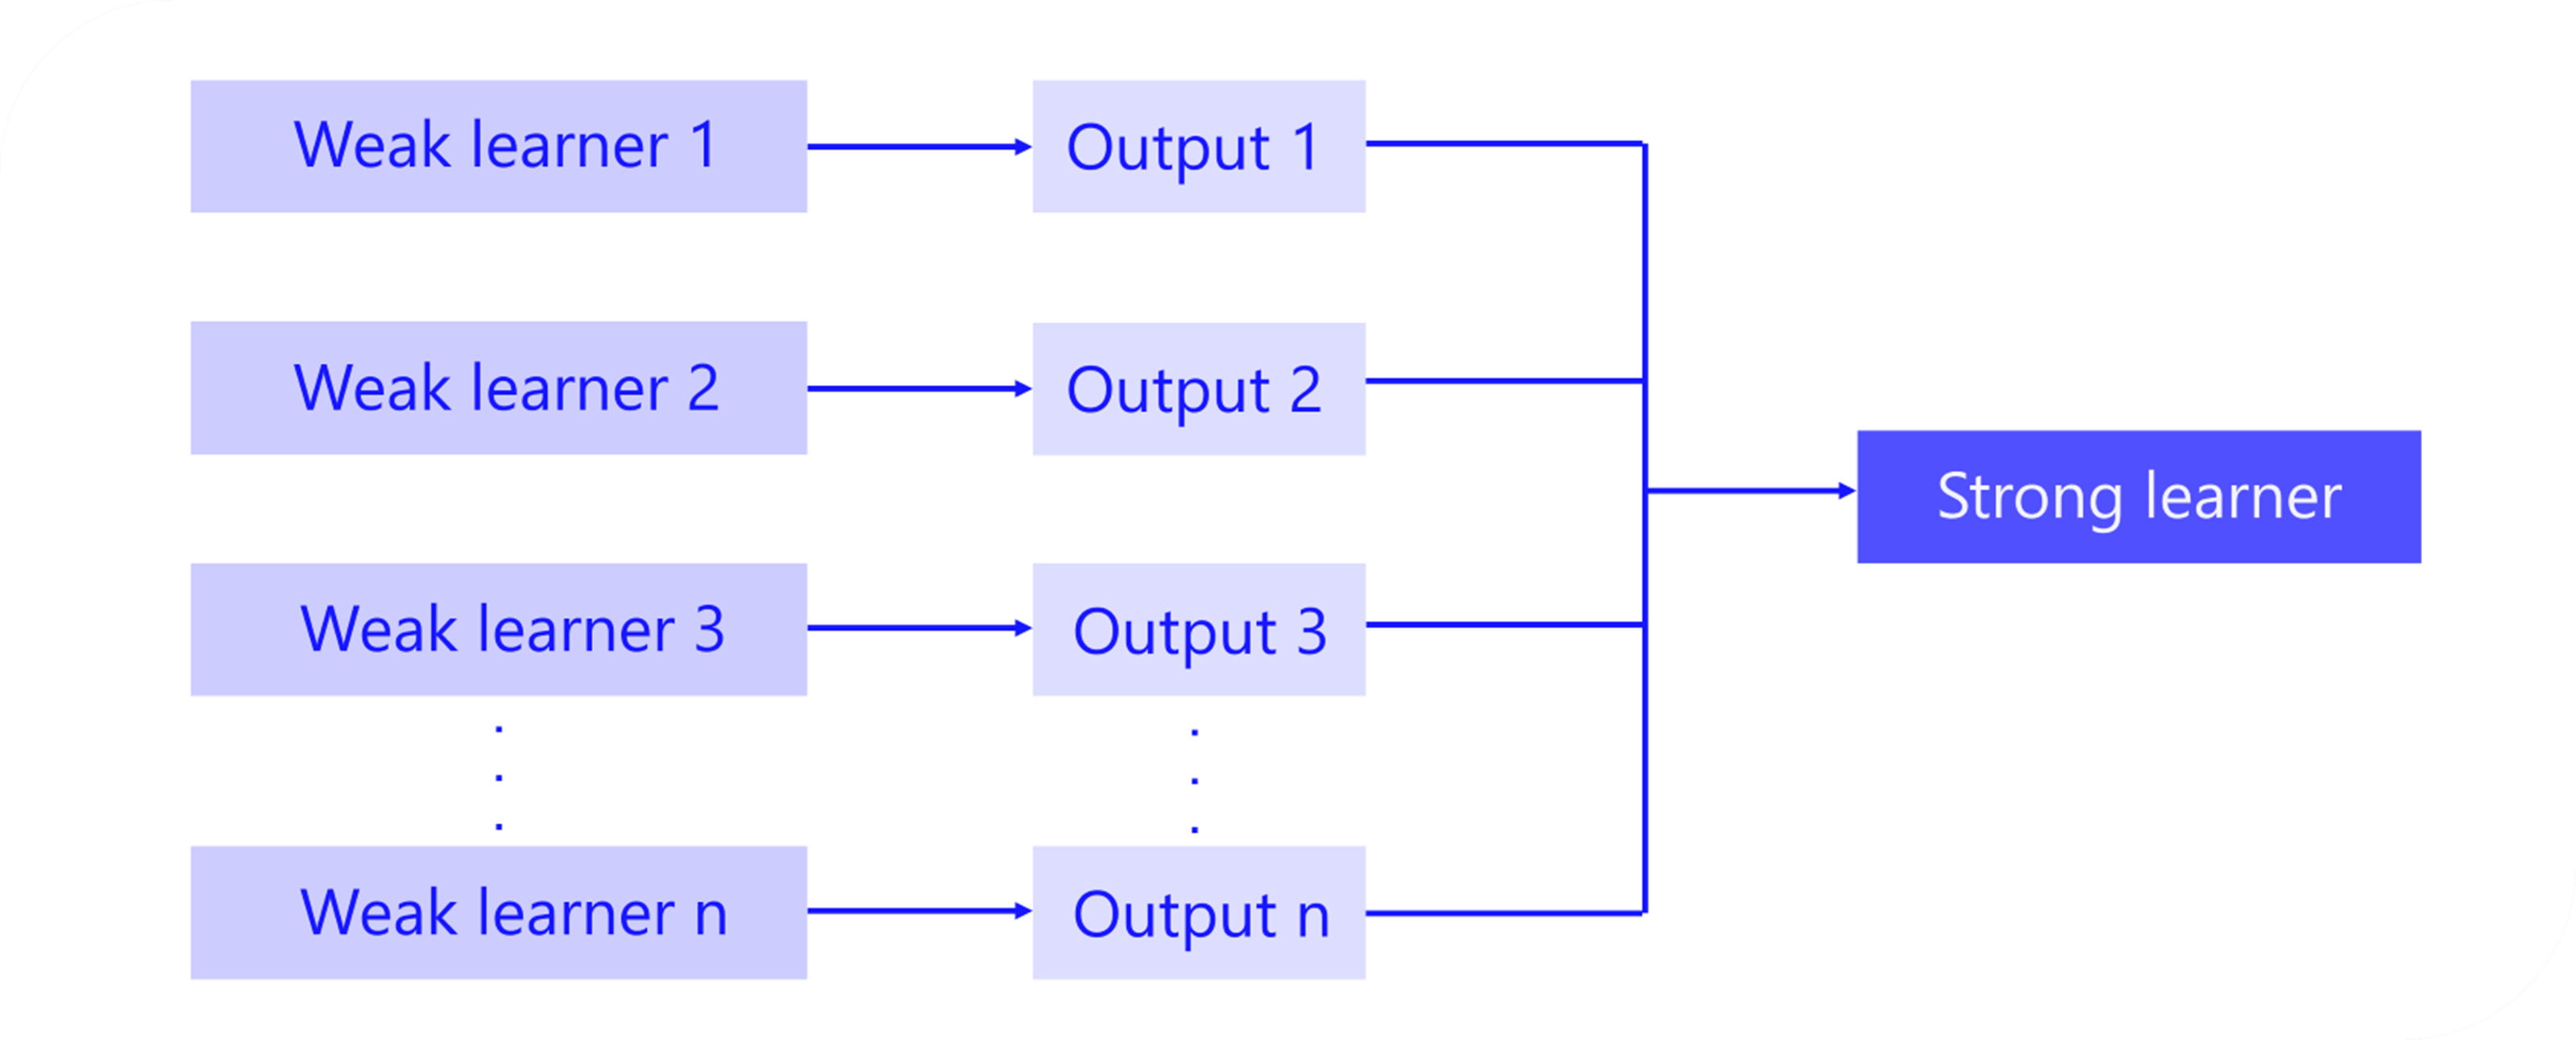 Weak learner 1
Output 1
Weak learner 2
Output 2
Strong learner
Weak learner 3
Output 3
Weak learner n
Output n